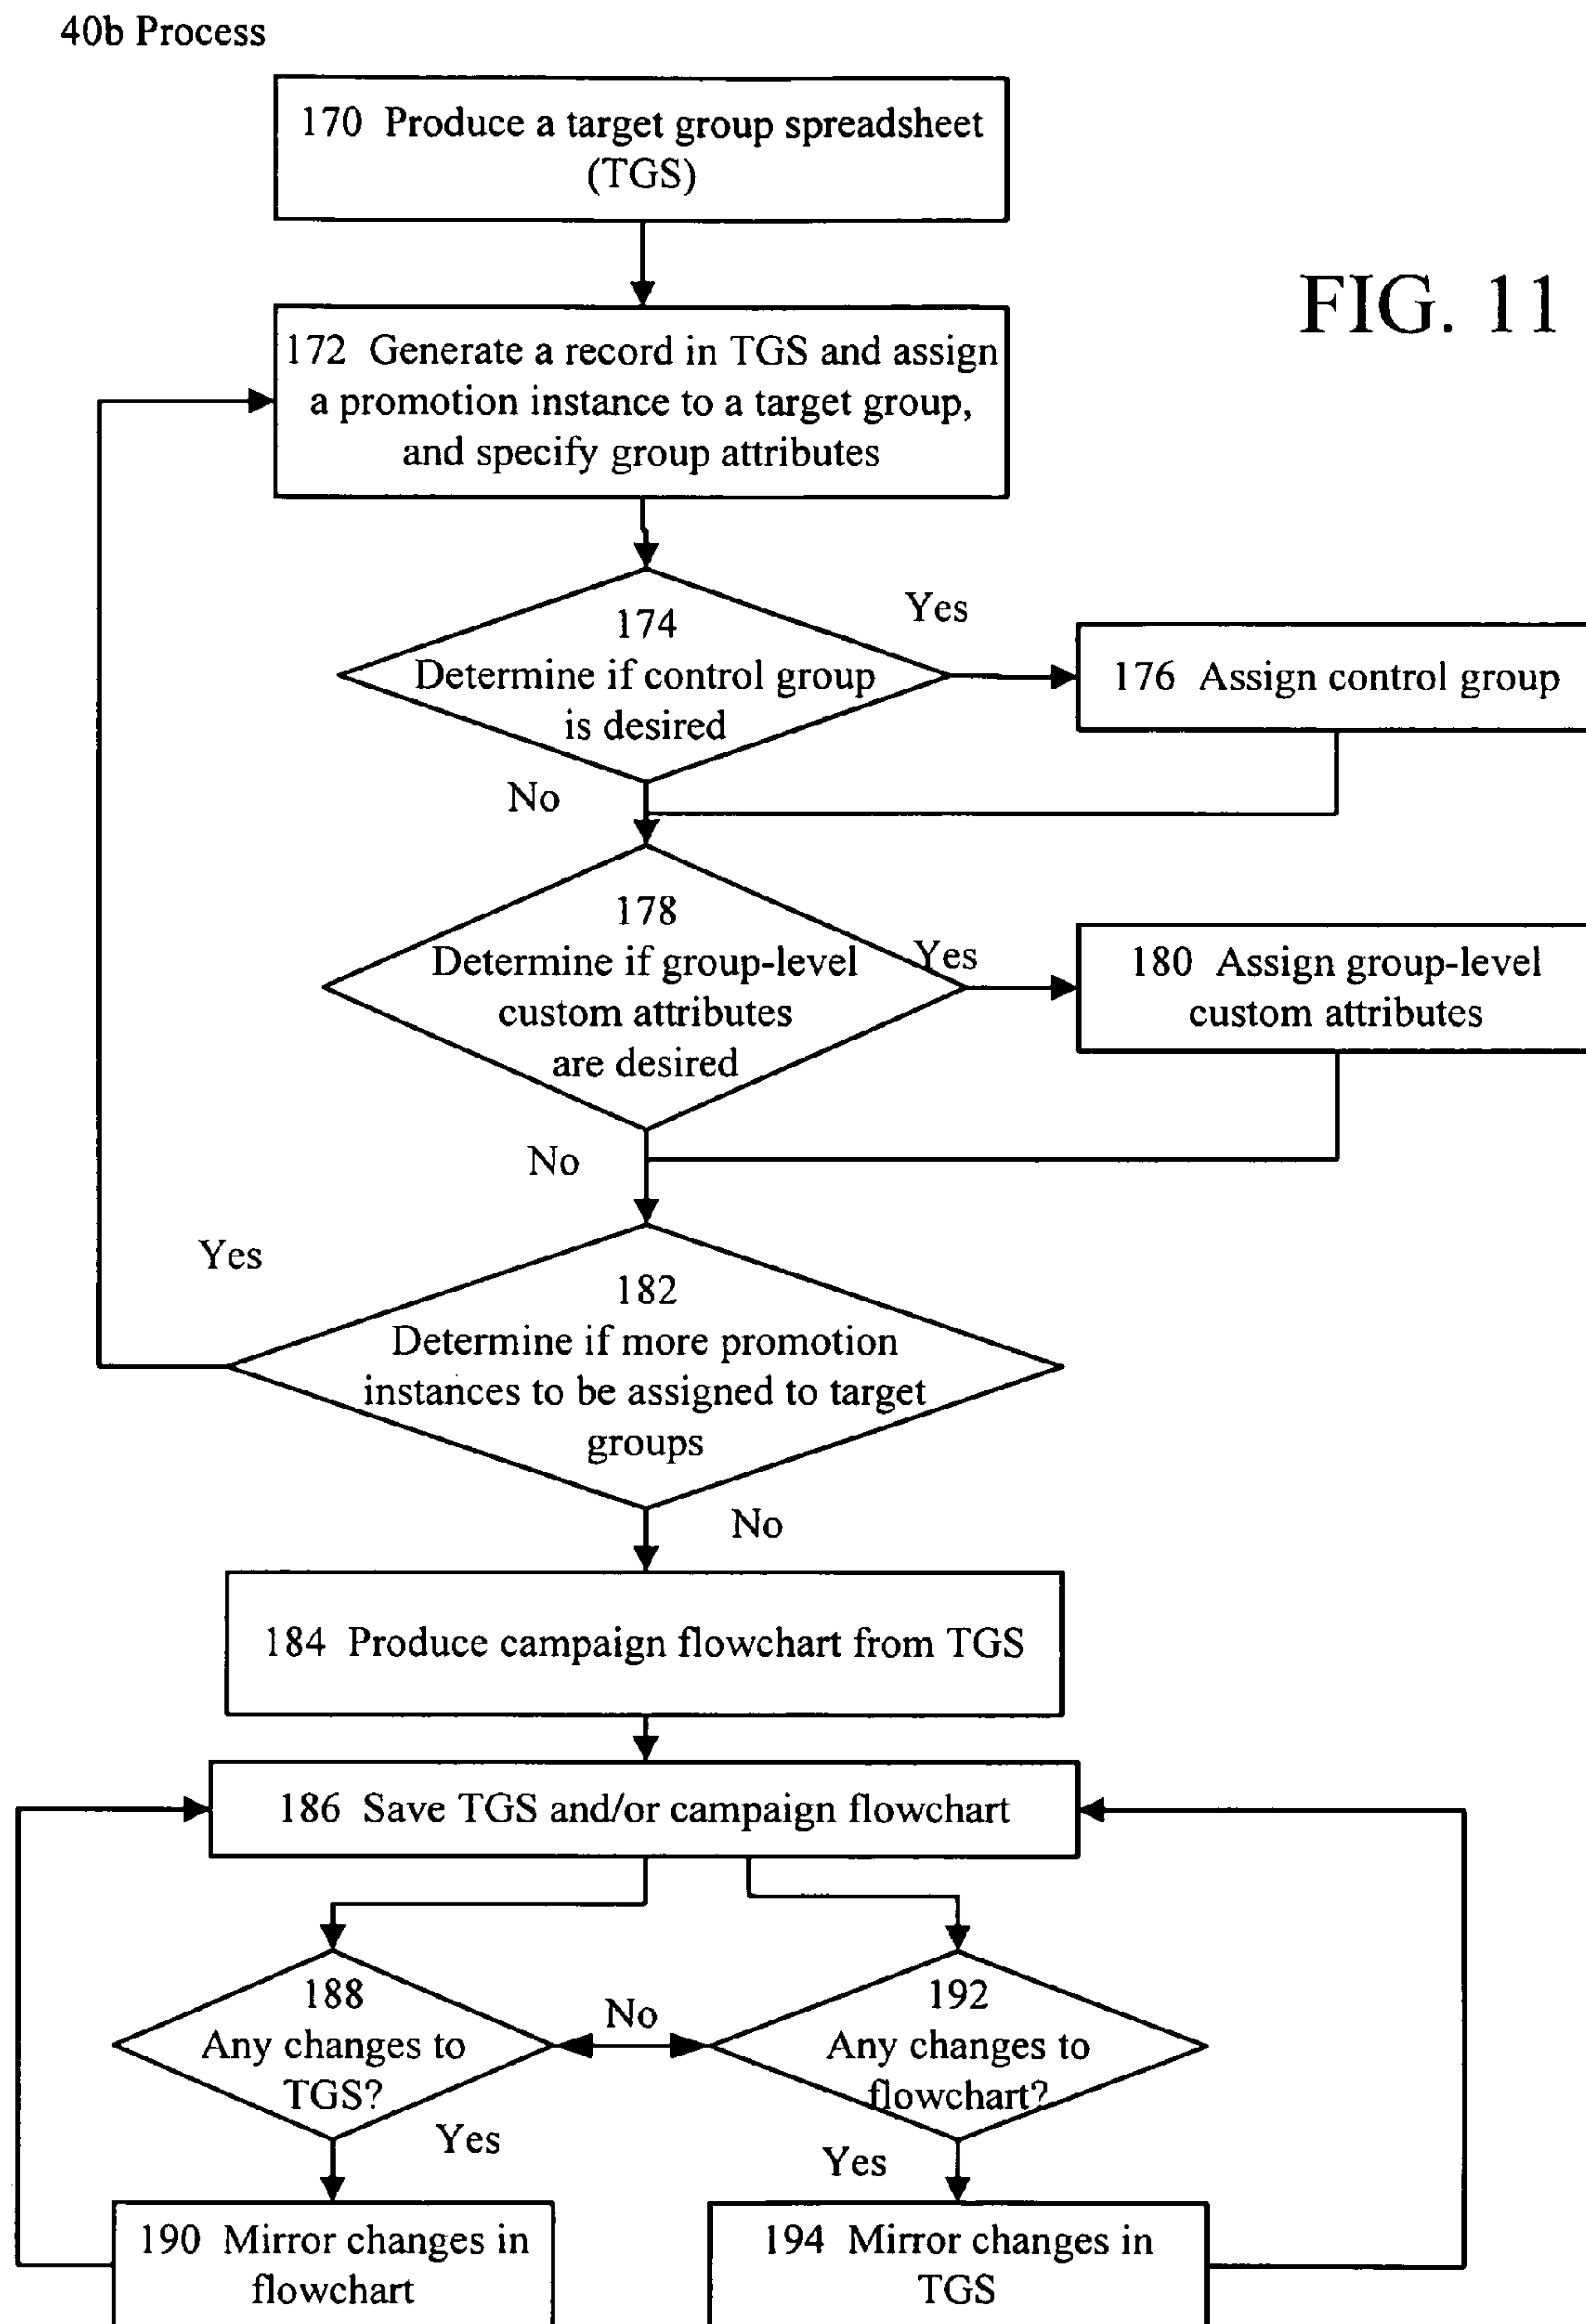 40b Process
170 Produce a target group spreadsheet
(TGS)
FIG. 11
172 Generate a record in TGS and assign
a promotion instance to a target group,
and specify group attributes
174
Determine if control group
is desired
Yes
176 Assign control group
No
178
Determine if group-level
custom attributes
are desired
Yes
180 Assign group-level
custom attributes
No
Yes
182
Determine if more promotion
instances to be assigned to target
groups
No
184 Produce campaign flowchart from TGS
186 Save TGS and/or campaign flowchart
188
Any changes to
TGS?
No
192
Any changes to
flowchart?
Yes
Yes
190 Mirror changes in
flowchart
194 Mirror changes in
TGS